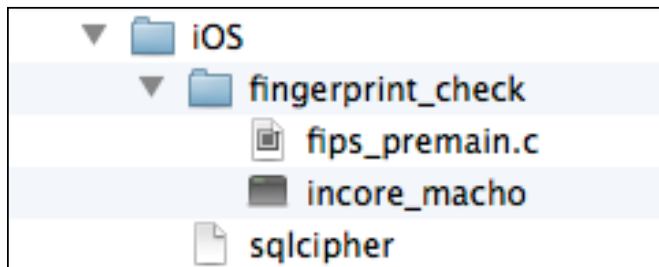 iOS
fingerprint_check
fips_premain.c
incore_macho
sqlcipher